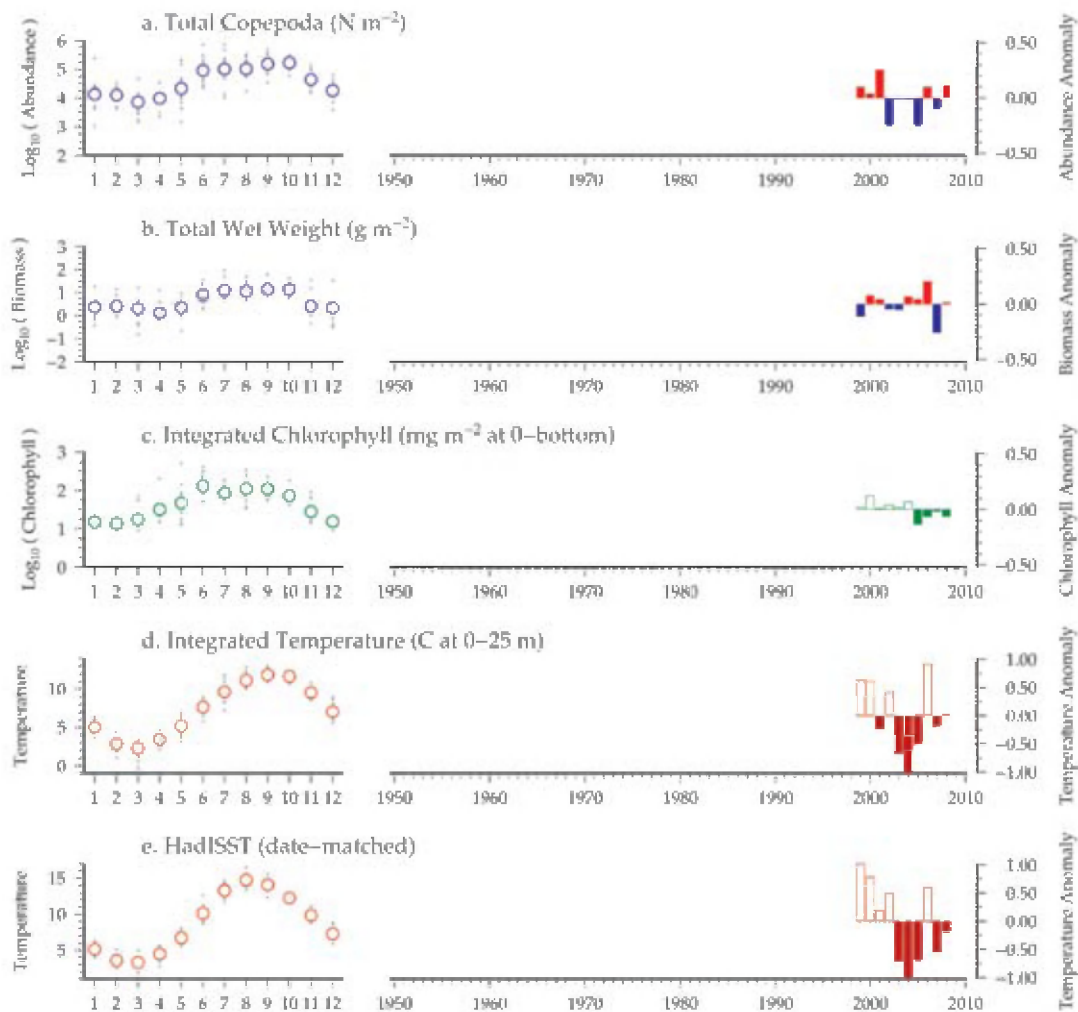 a. Total Copepoda (N m⁻²)
Log₁₀ ( Abundance )
6
5
4
3
2
1 2 3 4 5 6 7 8 9 10 11 12
1950 1960 1970 1980 1990 2000 2010
0.50
0.00
−0.50
Abundance Anomaly
b. Total Wet Weight (g m⁻²)
Log₁₀ ( Biomass )
3
2
1
0
−1
−2
1 2 3 4 5 6 7 8 9 10 11 12
1950 1960 1970 1980 1990 2000 2010
0.50
0.00
−0.50
Biomass Anomaly
c. Integrated Chlorophyll (mg m⁻² at 0–bottom)
Log₁₀ ( Chlorophyll )
3
2
1
0
1 2 3 4 5 6 7 8 9 10 11 12
1950 1960 1970 1980 1990 2000 2010
0.50
0.00
−0.50
Chlorophyll Anomaly
d. Integrated Temperature (C at 0–25 m)
Temperature
10
5
0
1 2 3 4 5 6 7 8 9 10 11 12
1950 1960 1970 1980 1990 2000 2010
1.00
0.50
0.00
−0.50
−1.00
Temperature Anomaly
e. HadISST (date–matched)
Temperature
15
10
5
1 2 3 4 5 6 7 8 9 10 11 12
1950 1960 1970 1980 1990 2000 2010
1.00
0.50
0.00
−0.50
−1.00
Temperature Anomaly